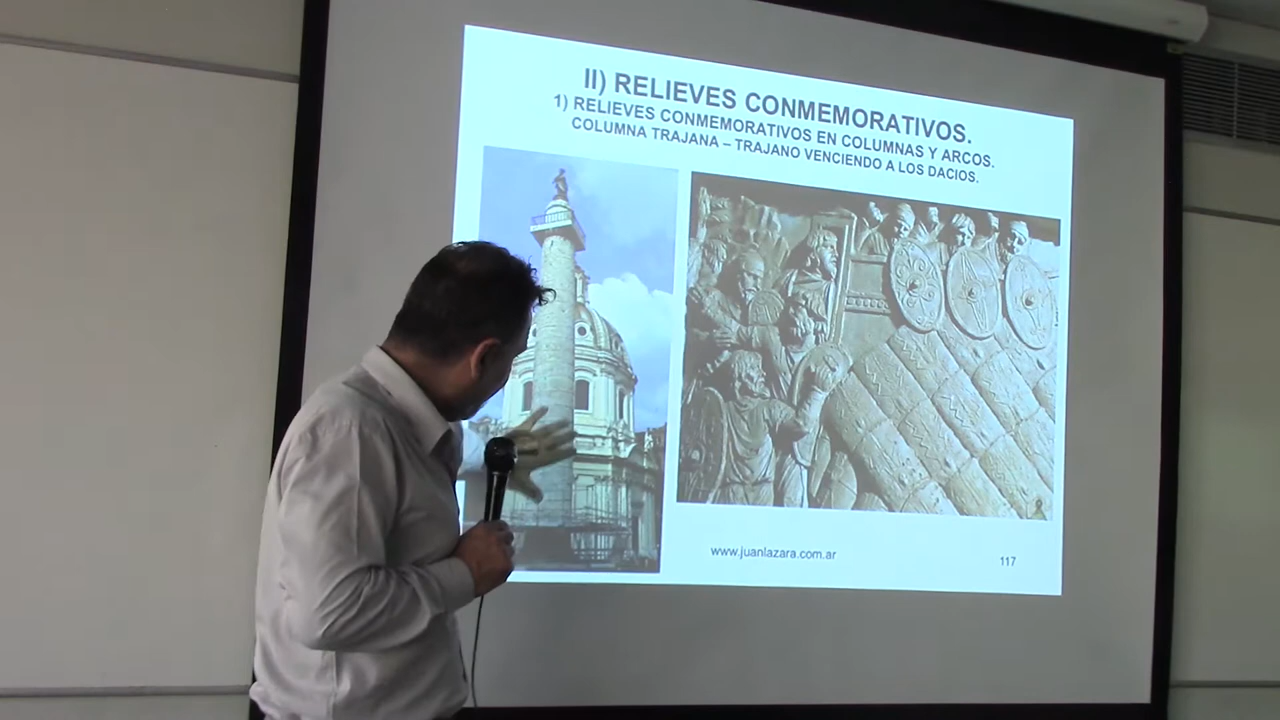 II) RELIEVES CONMEMORATIVOS.
1) RELIEVES CONMEMORATIVOS EN COLUMNAS Y ARCOS.
COLUMNA TRAJANA – TRAJANO VENCIENDO A LOS DACIOS.
www.juanlazara.com.ar
117